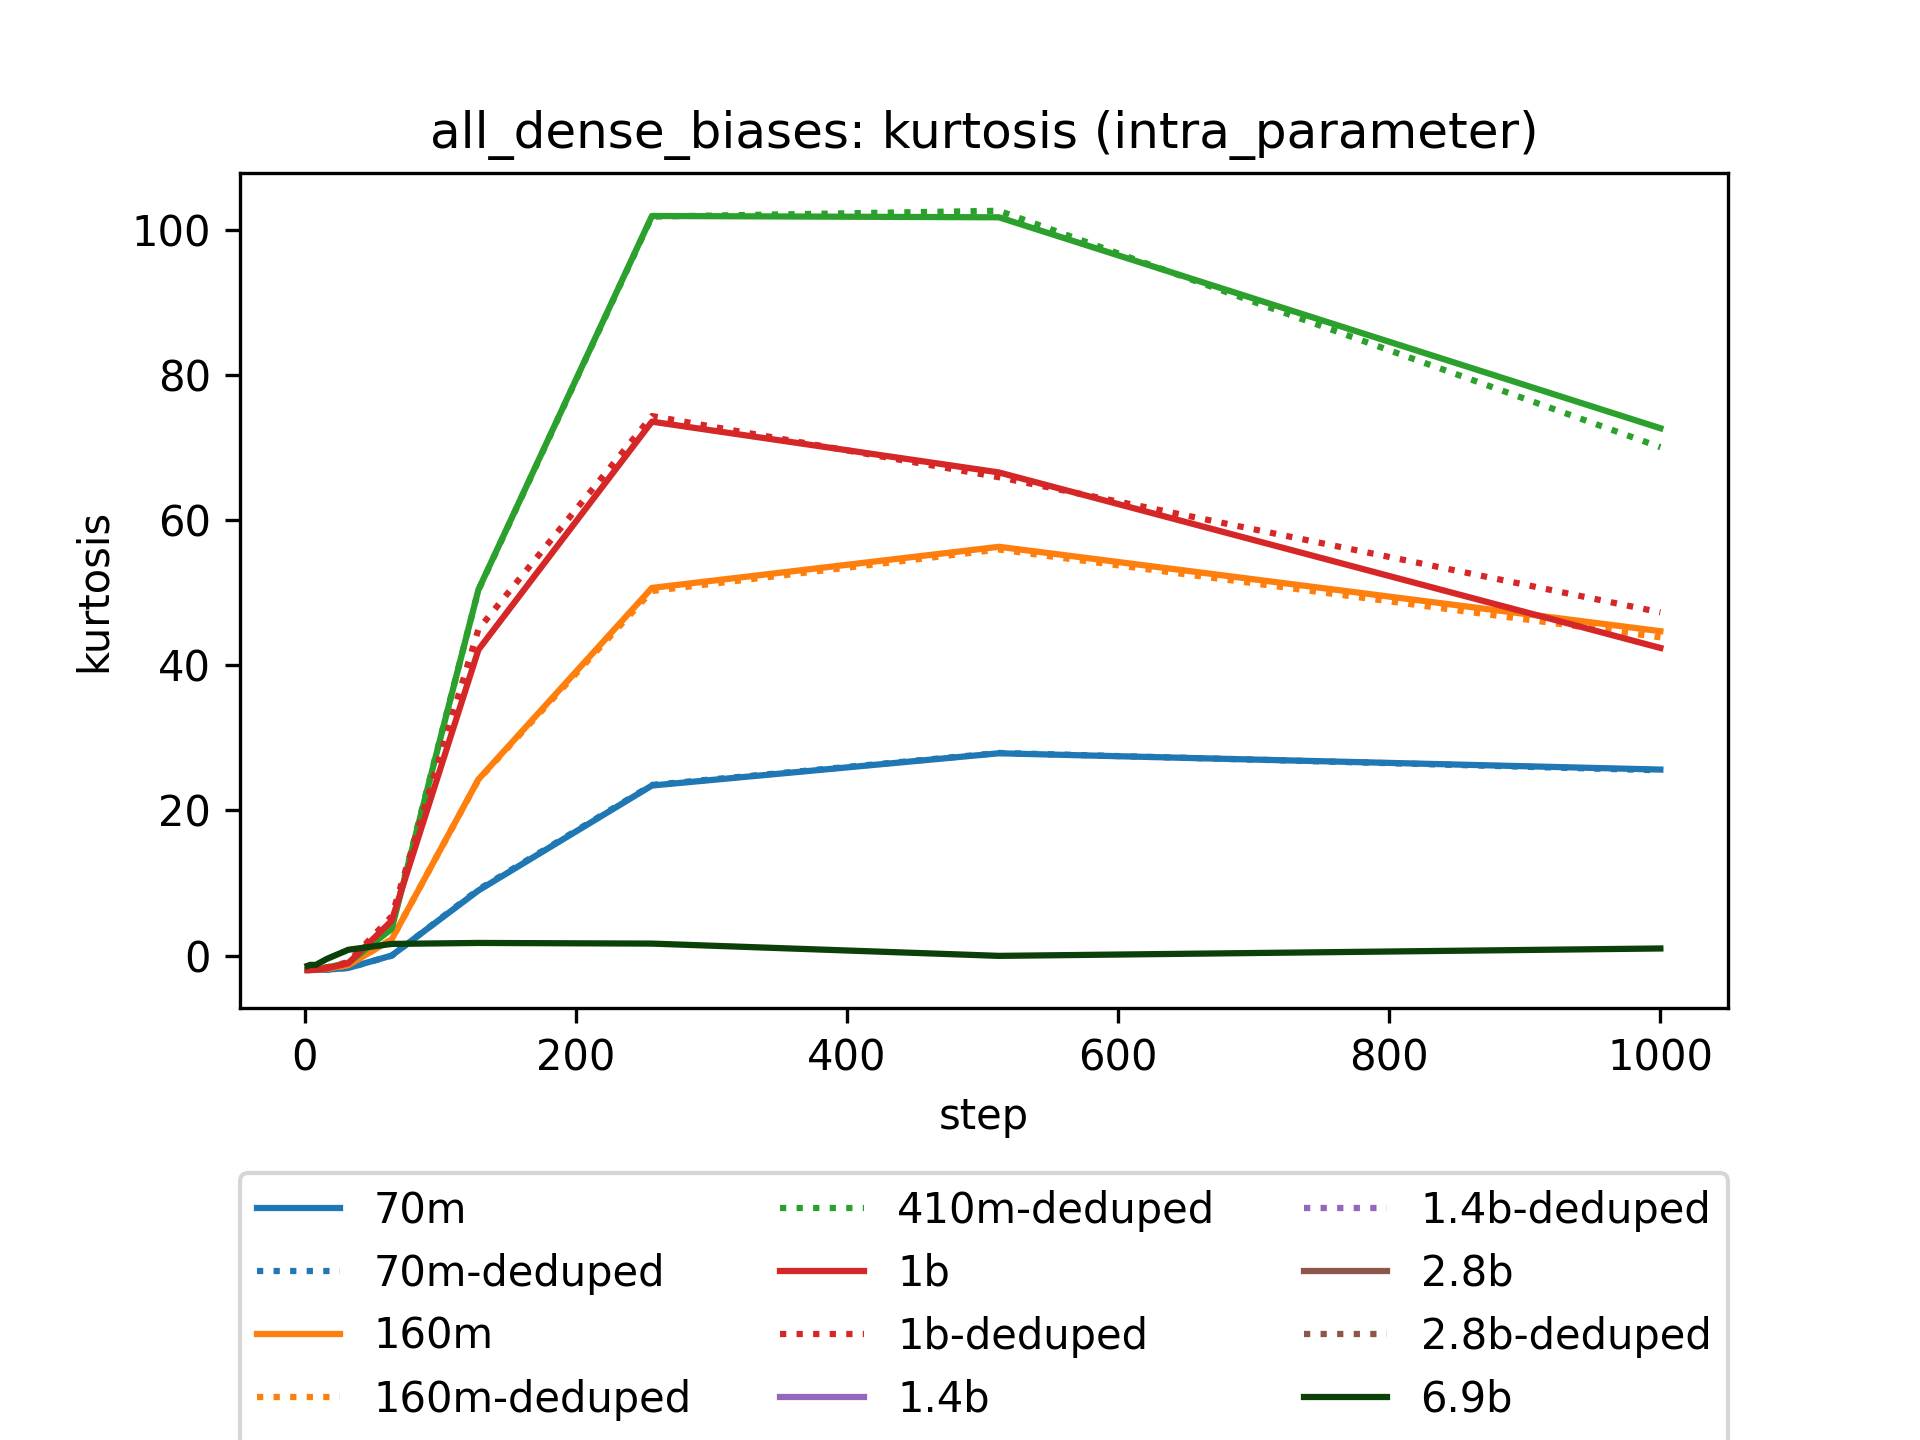 all_dense_biases: kurtosis (intra_parameter)
kurtosis
100
80
60
40
20
0
0 200 400 600 800 1000
step
70m
70m-deduped
160m
160m-deduped
410m-deduped
1b
1b-deduped
1.4b
1.4b-deduped
2.8b
2.8b-deduped
6.9b